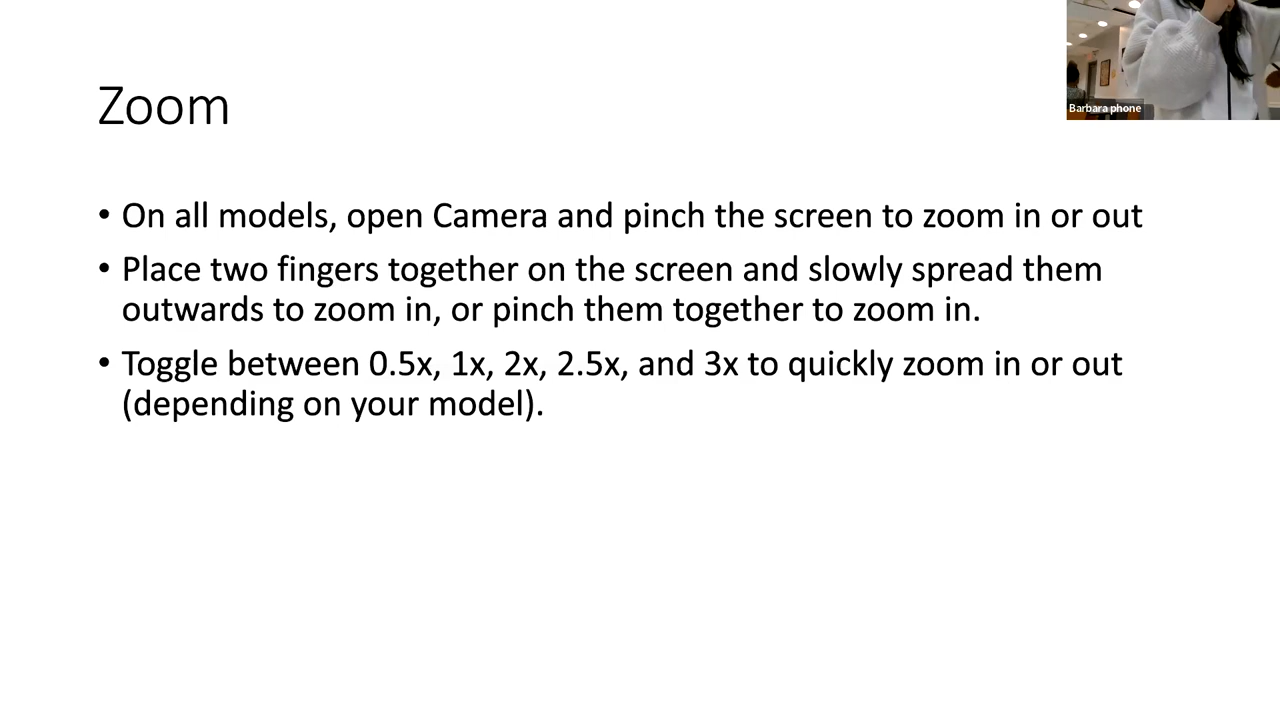 Zoom
Barbara phone
• On all models, open Camera and pinch the screen to zoom in or out
• Place two fingers together on the screen and slowly spread them
outwards to zoom in, or pinch them together to zoom in.
• Toggle between 0.5x, 1x, 2x, 2.5x, and 3x to quickly zoom in or out
(depending on your model).